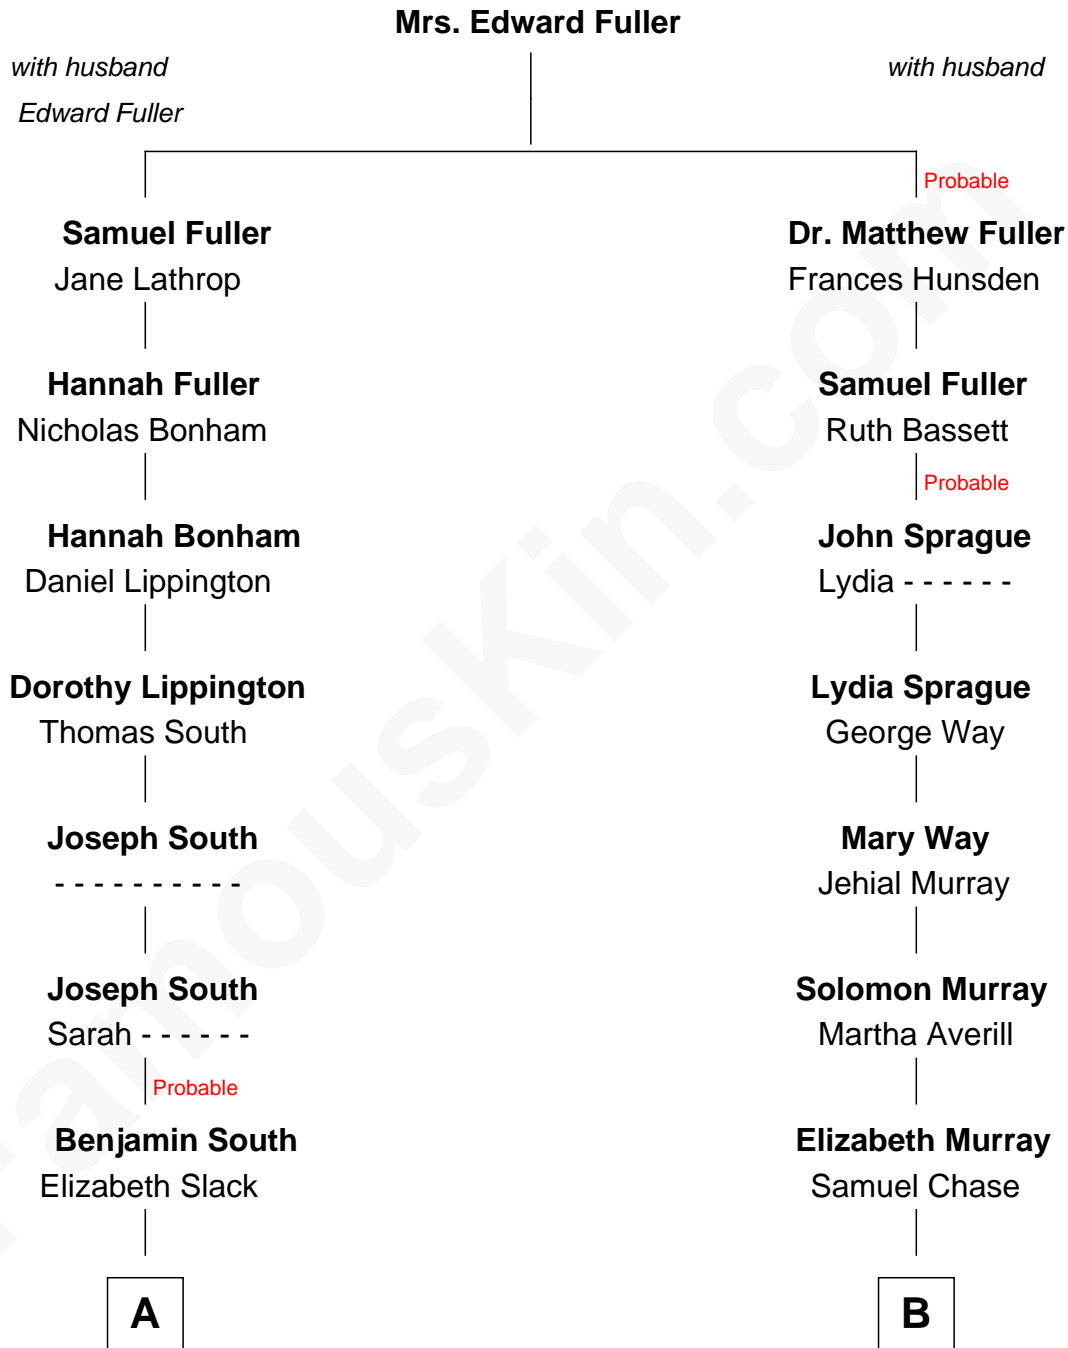 Mrs. Edward Fuller
with husband
with husband
Edward Fuller
Probable
Samuel Fuller
Dr. Matthew Fuller
Jane Lathrop
Frances Hunsden
Hannah Fuller
Samuel Fuller
Nicholas Bonham
Ruth Bassett
Probable
Hannah Bonham
John Sprague
Daniel Lippington
Lydia - - - - - -
Dorothy Lippington
Lydia Sprague
Thomas South
George Way
Joseph South
Mary Way
- - - - - - - - - -
Jehial Murray
Joseph South
Solomon Murray
Sarah - - - - - -
Martha Averill
Probable
Benjamin South
Elizabeth Murray
Elizabeth Slack
Samuel Chase
A
B
FamousKin.com